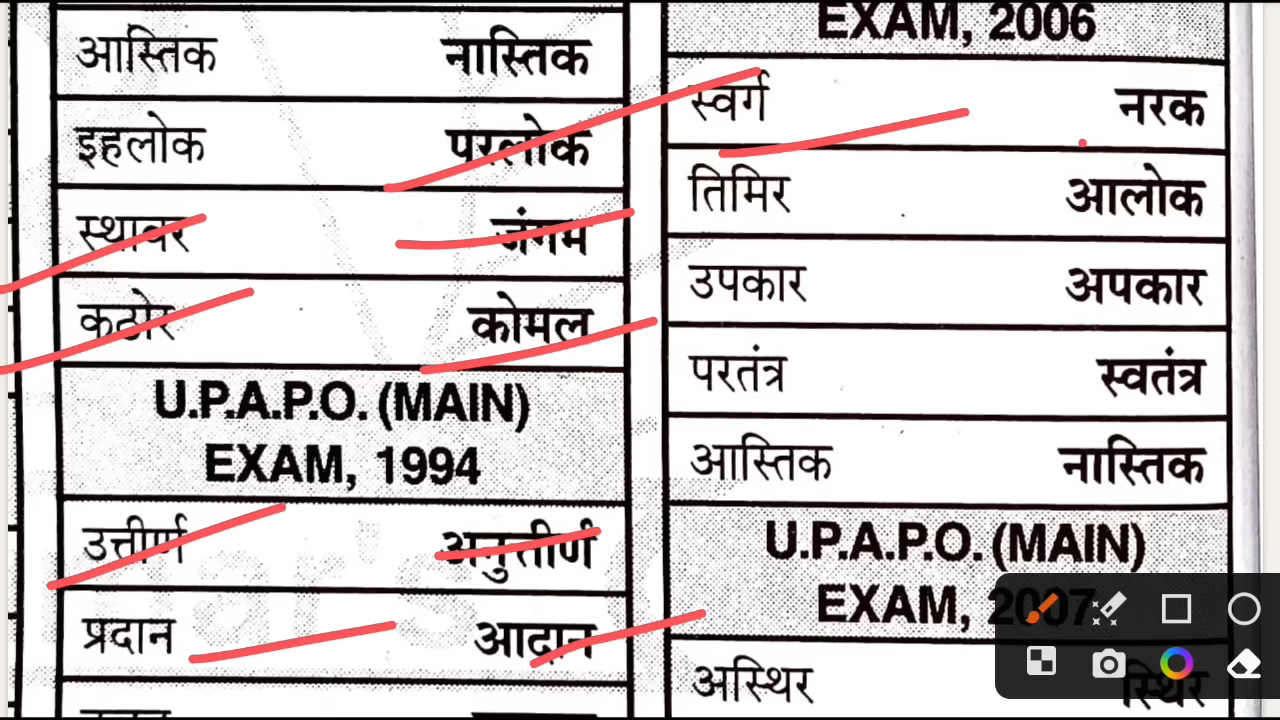 आस्तिक नास्तिक
इहलोक परलोक
स्थावर जंगम
कठोर कोमल
U.P.A.P.O. (MAIN)
EXAM, 1994
उत्तीर्ण अनुत्तीर्ण
प्रदान आदान
EXAM, 2006
स्वर्ग नरक
तिमिर आलोक
उपकार अपकार
परतंत्र स्वतंत्र
आस्तिक नास्तिक
U.P.A.P.O. (MAIN)
EXAM, 2007
अस्थिर स्थिर